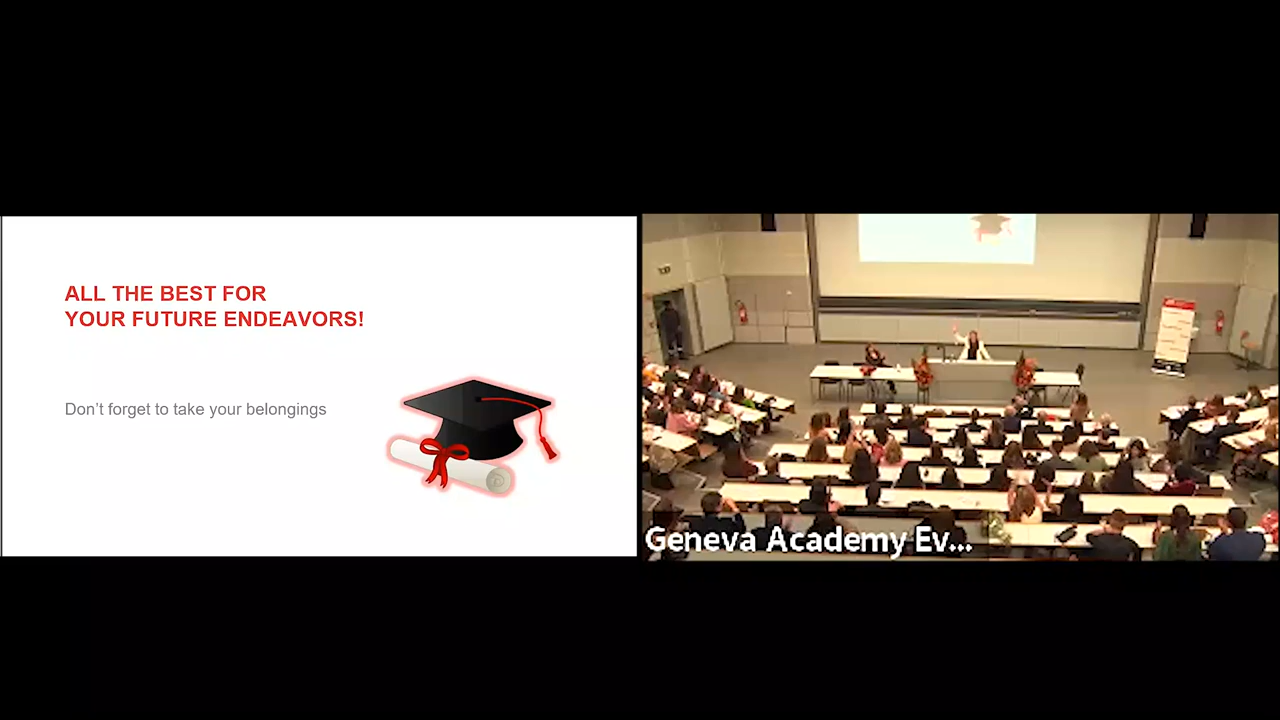 ALL THE BEST FOR
YOUR FUTURE ENDEAVORS!
Don't forget to take your belongings
Geneva Academy Ev...